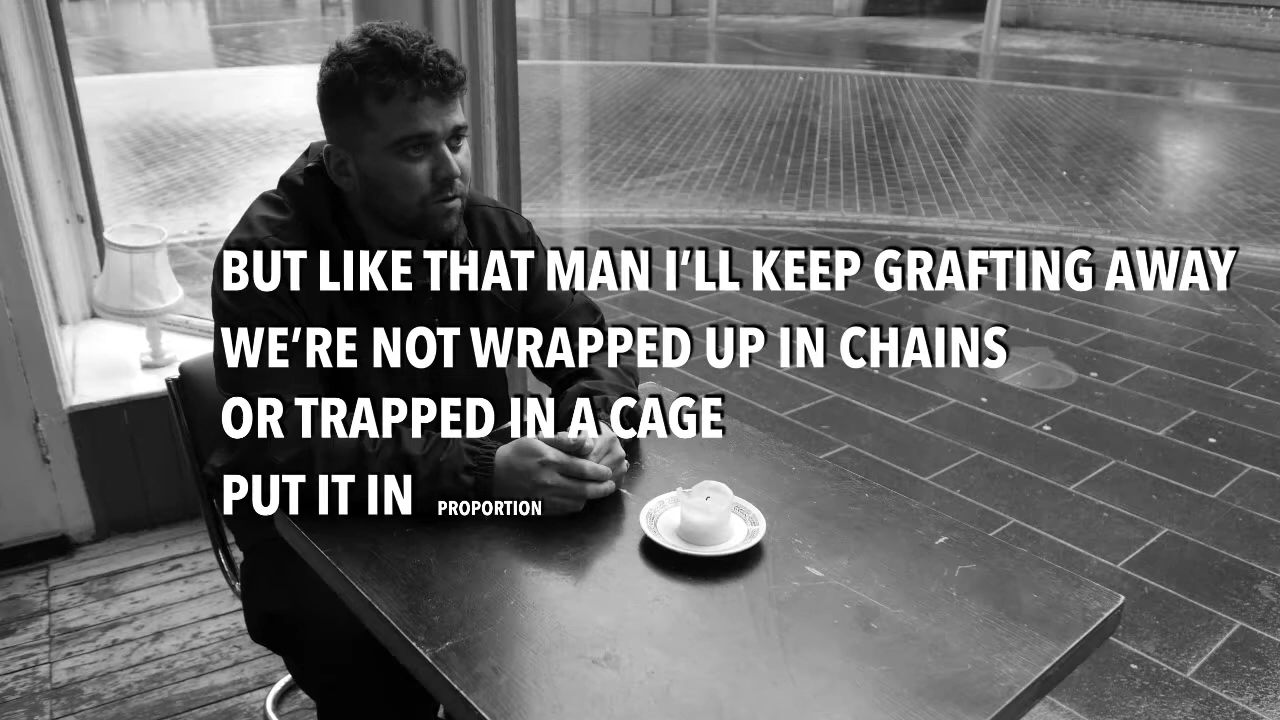 BUT LIKE THAT MAN I’LL KEEP GRAFTING AWAY
WE’RE NOT WRAPPED UP IN CHAINS
OR TRAPPED IN A CAGE
PUT IT IN PROPORTION